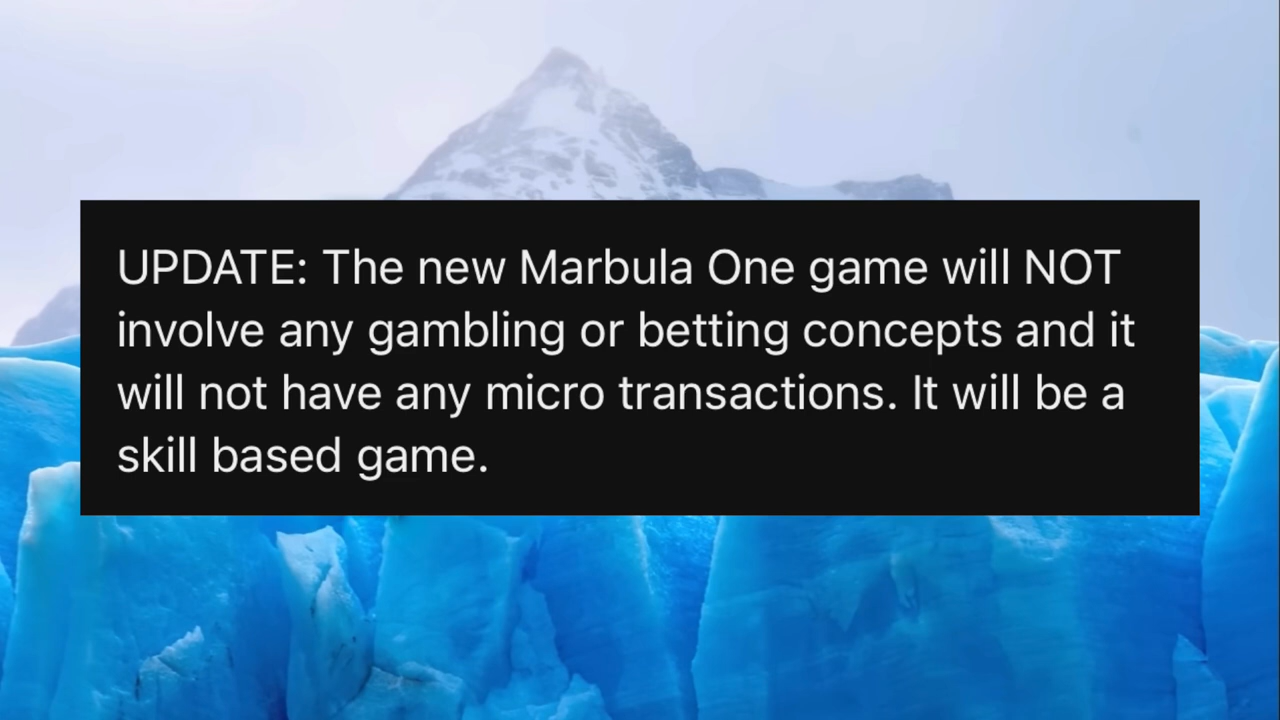 UPDATE: The new Marbula One game will NOT
involve any gambling or betting concepts and it
will not have any micro transactions. It will be a
skill based game.